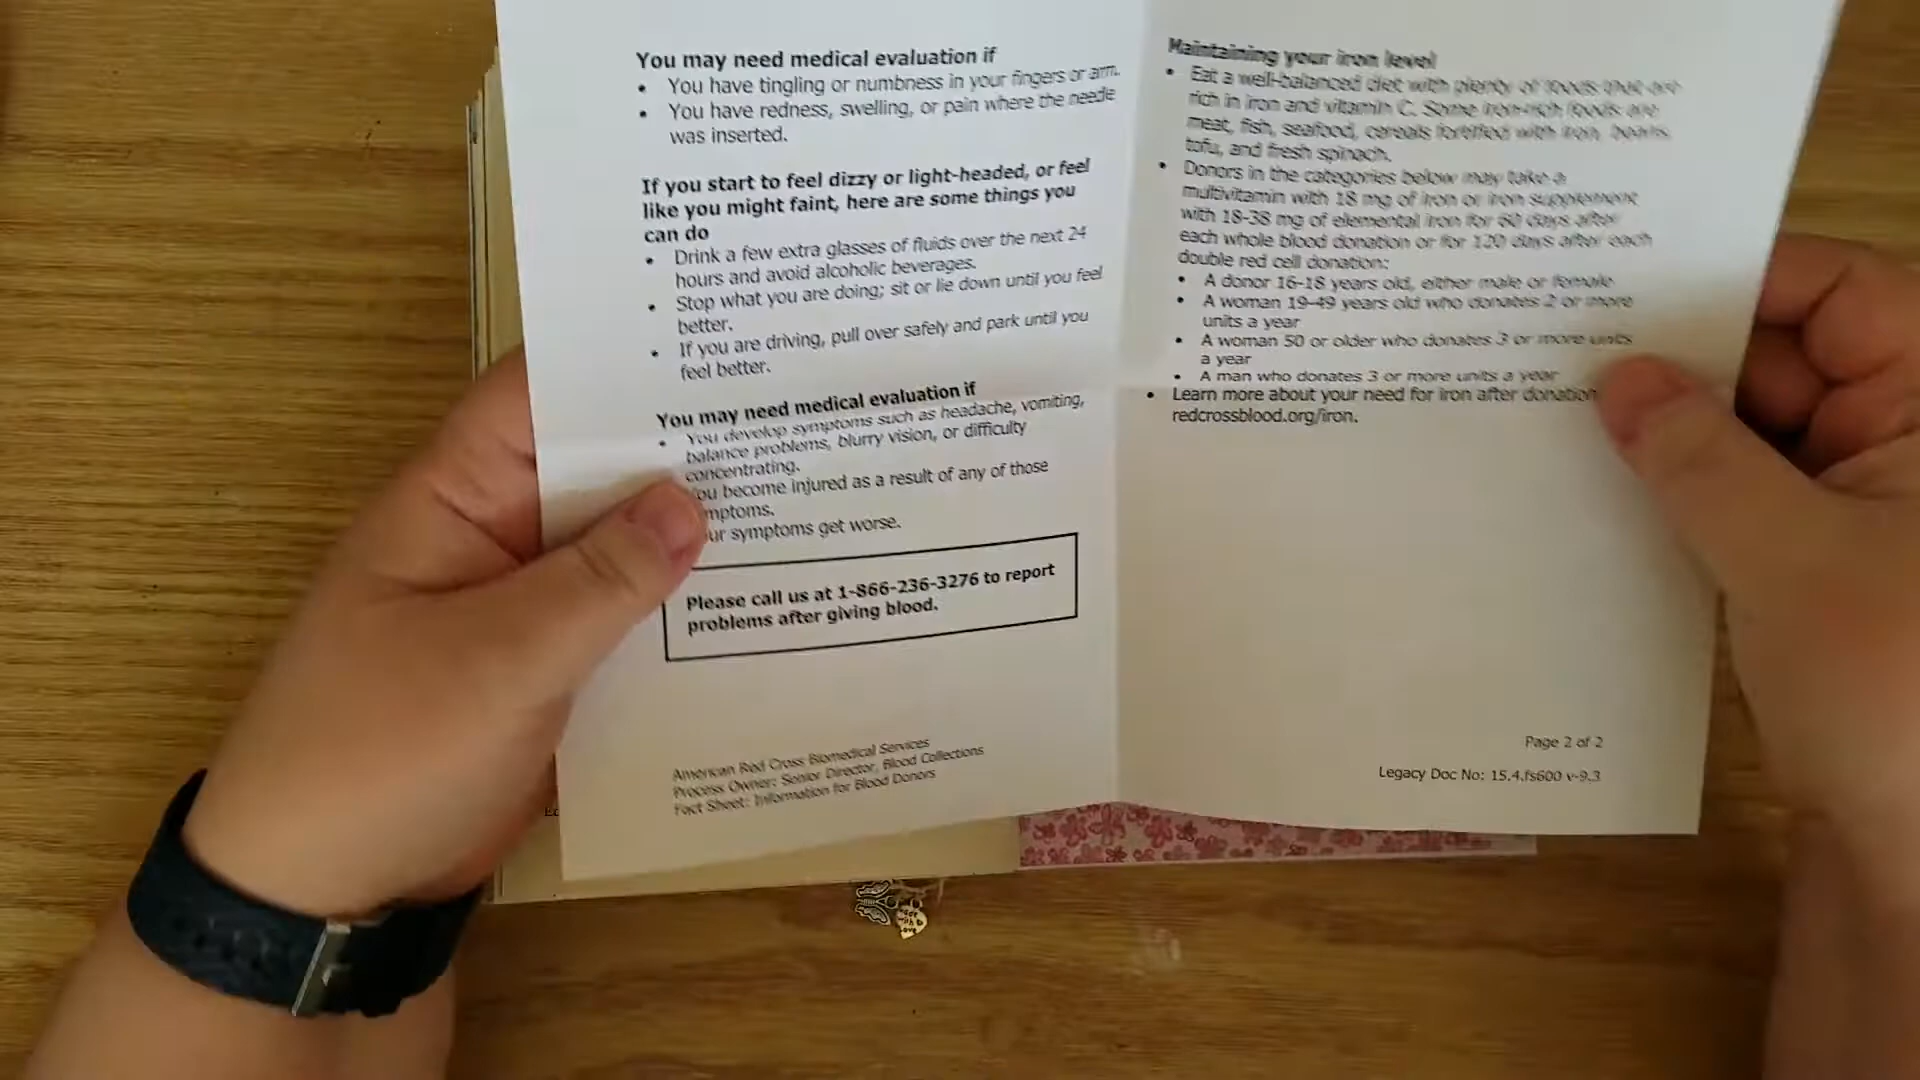 You may need medical evaluation if
• You have tingling or numbness in your fingers or arm.
• You have redness, swelling, or pain where the needle
was inserted.
If you start to feel dizzy or light-headed, or feel
like you might faint, here are some things you
can do
• Drink a few extra glasses of fluids over the next 24
hours and avoid alcoholic beverages.
• Stop what you are doing; sit or lie down until you feel
better.
• If you are driving, pull over safely and park until you
feel better.
You may need medical evaluation if
• You develop symptoms such as headache, vomiting,
balance problems, blurry vision, or difficulty
concentrating.
ou become injured as a result of any of those
mptoms.
ur symptoms get worse.
Please call us at 1-866-236-3276 to report
problems after giving blood.
American Red Cross Biomedical Services
Process Owner: Senior Director, Blood Collections
Fact Sheet: Information for Blood Donors
Maintaining your iron level
• Eat a well-balanced diet with plenty of foods that are
rich in iron and vitamin C. Some iron-rich foods are
meat, fish, seafood, cereals fortified with iron, beans,
tofu, and fresh spinach.
• Donors in the categories below may take a
multivitamin with 18 mg of iron or iron supplement
with 18-38 mg of elemental iron for 60 days after
each whole blood donation or for 120 days after each
double red cell donation:
• A donor 16-18 years old, either male or female
• A woman 19-49 years old who donates 2 or more
units a year
• A woman 50 or older who donates 3 or more units
a year
• A man who donates 3 or more units a year
• Learn more about your need for iron after donation
redcrossblood.org/iron.
Page 2 of 2
Legacy Doc No: 15.4.fs600 v-9.3
made
with
love